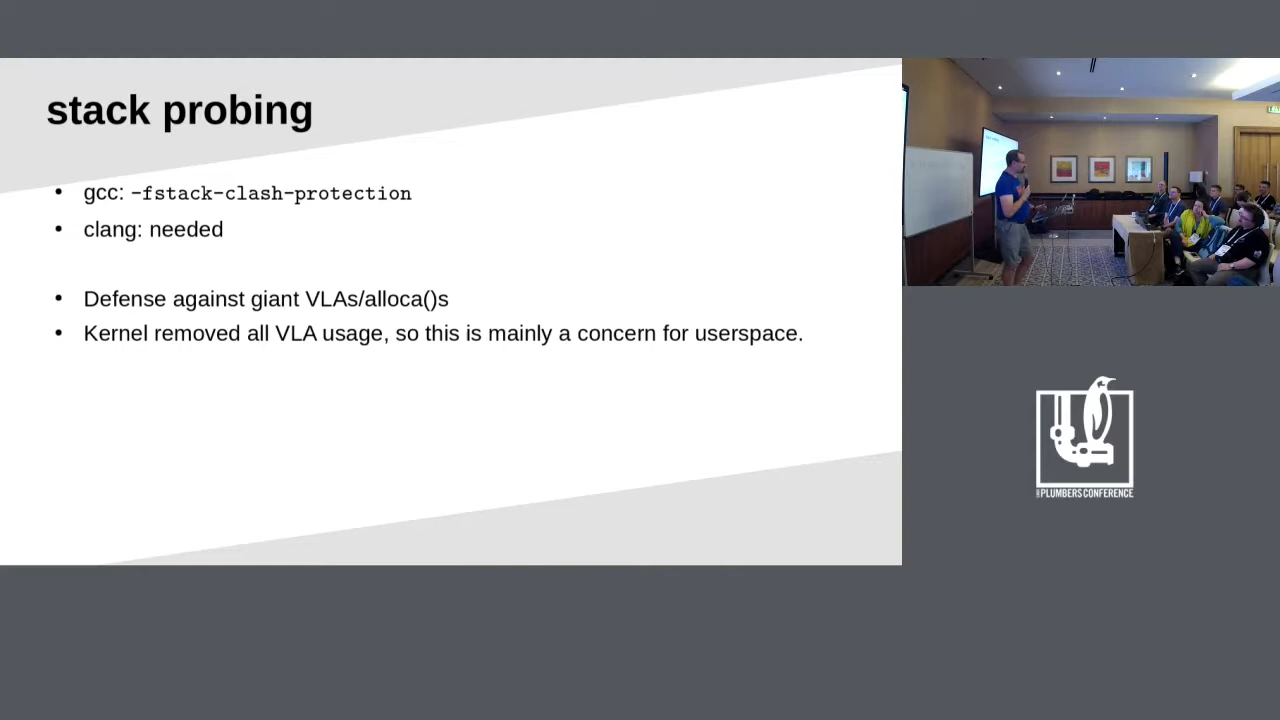 stack probing
• gcc: -fstack-clash-protection
• clang: needed
• Defense against giant VLAs/alloca()s
• Kernel removed all VLA usage, so this is mainly a concern for userspace.
PLUMBERS CONFERENCE